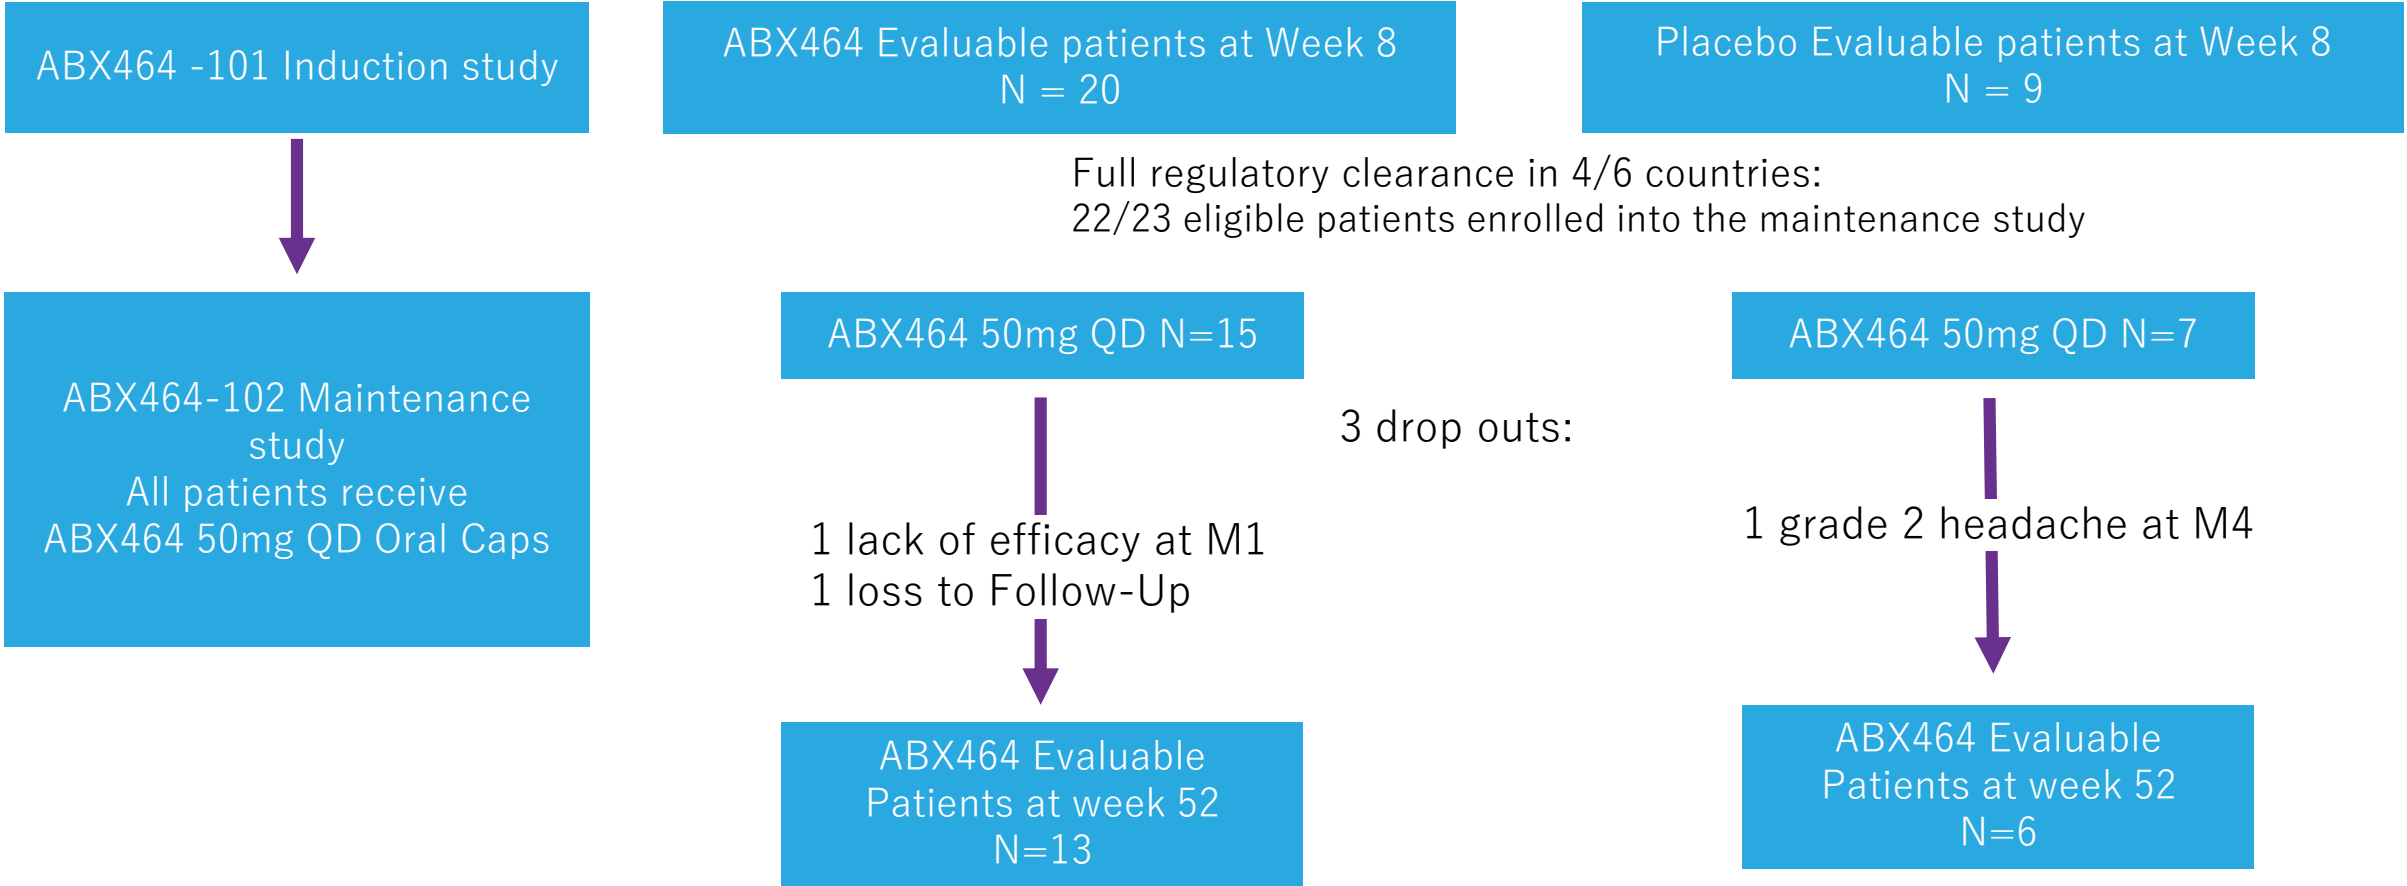 ABX464 -101 Induction study
ABX464 Evaluable patients at Week 8
N = 20
Placebo Evaluable patients at Week 8
N = 9
Full regulatory clearance in 4/6 countries:
22/23 eligible patients enrolled into the maintenance study
ABX464-102 Maintenance
study
All patients receive
ABX464 50mg QD Oral Caps
ABX464 50mg QD N=15
ABX464 50mg QD N=7
3 drop outs:
1 lack of efficacy at M1
1 loss to Follow-Up
1 grade 2 headache at M4
ABX464 Evaluable
Patients at week 52
N=13
ABX464 Evaluable
Patients at week 52
N=6